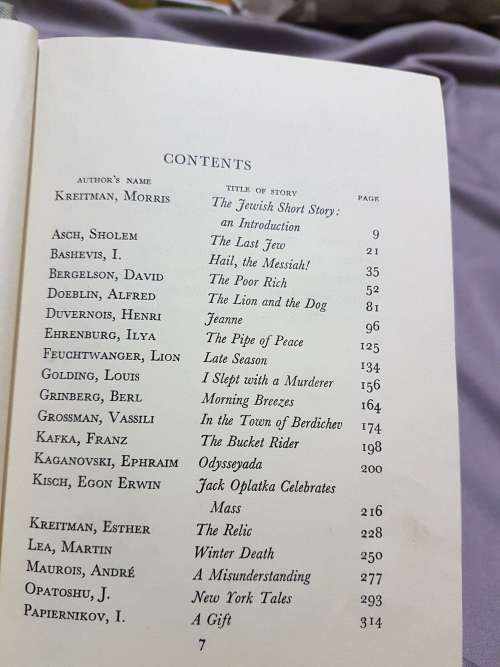 CONTENTS
AUTHOR'S NAME TITLE OF STORY PAGE
KREITMAN, MORRIS The Jewish Short Story:
an Introduction 9
ASCH, SHOLEM The Last Jew 21
BASHEVIS, I. Hail, the Messiah! 35
BERGELSON, DAVID The Poor Rich 52
DOEBLIN, ALFRED The Lion and the Dog 81
DUVERNOIS, HENRI Jeanne 96
EHRENBURG, ILYA The Pipe of Peace 125
FEUCHTWANGER, LION Late Season 134
GOLDING, LOUIS I Slept with a Murderer 156
GRINBERG, BERL Morning Breezes 164
GROSSMAN, VASSILI In the Town of Berdichev 174
KAFKA, FRANZ The Bucket Rider 198
KAGANOVSKI, EPHRAIM Odysseyada 200
KISCH, EGON ERWIN Jack Oplatka Celebrates
Mass 216
KREITMAN, ESTHER The Relic 228
LEA, MARTIN Winter Death 250
MAUROIS, ANDRÉ A Misunderstanding 277
OPATOSHU, J. New York Tales 293
PAPIERNIKOV, I. A Gift 314
7